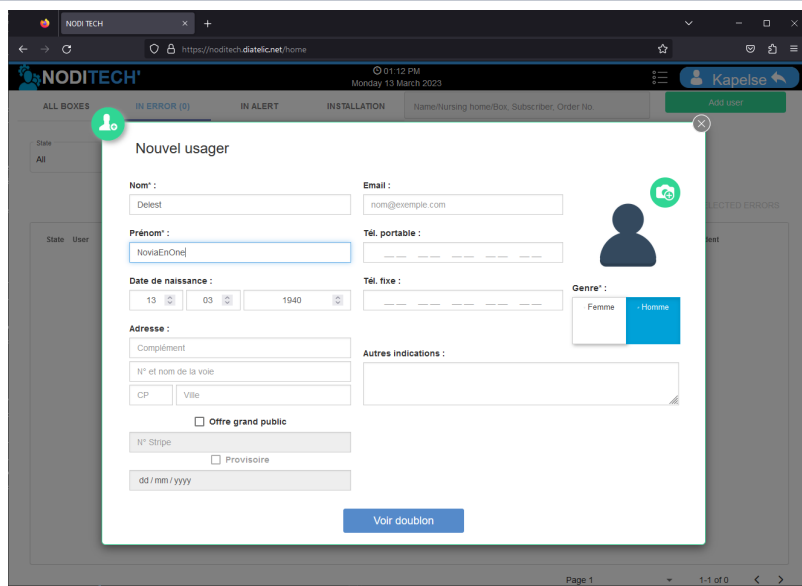 NODI TECH
https://noditech.diatelic.net/home
NODITECH'
01:12 PM
Monday 13 March 2023
Kapelse
ALL BOXES
IN ERROR (0)
IN ALERT
INSTALLATION
Name/Nursing home/Box, Subscriber, Order No
Add user
State
All
LECTED ERRORS
State User
dent
Nouvel usager
Nom* :
Delest
Email :
nom@exemple.com
Prénom* :
NoviaEnOne
Tél. portable :
Date de naissance :
13 03 1940
Tél. fixe :
Genre* :
Femme
- Homme
Adresse :
Complément
N° et nom de la voie
CP Ville
Autres indications :
Offre grand public
N° Stripe
Provisoire
dd / mm / yyyy
Voir doublon
Page 1
1-1 of 0